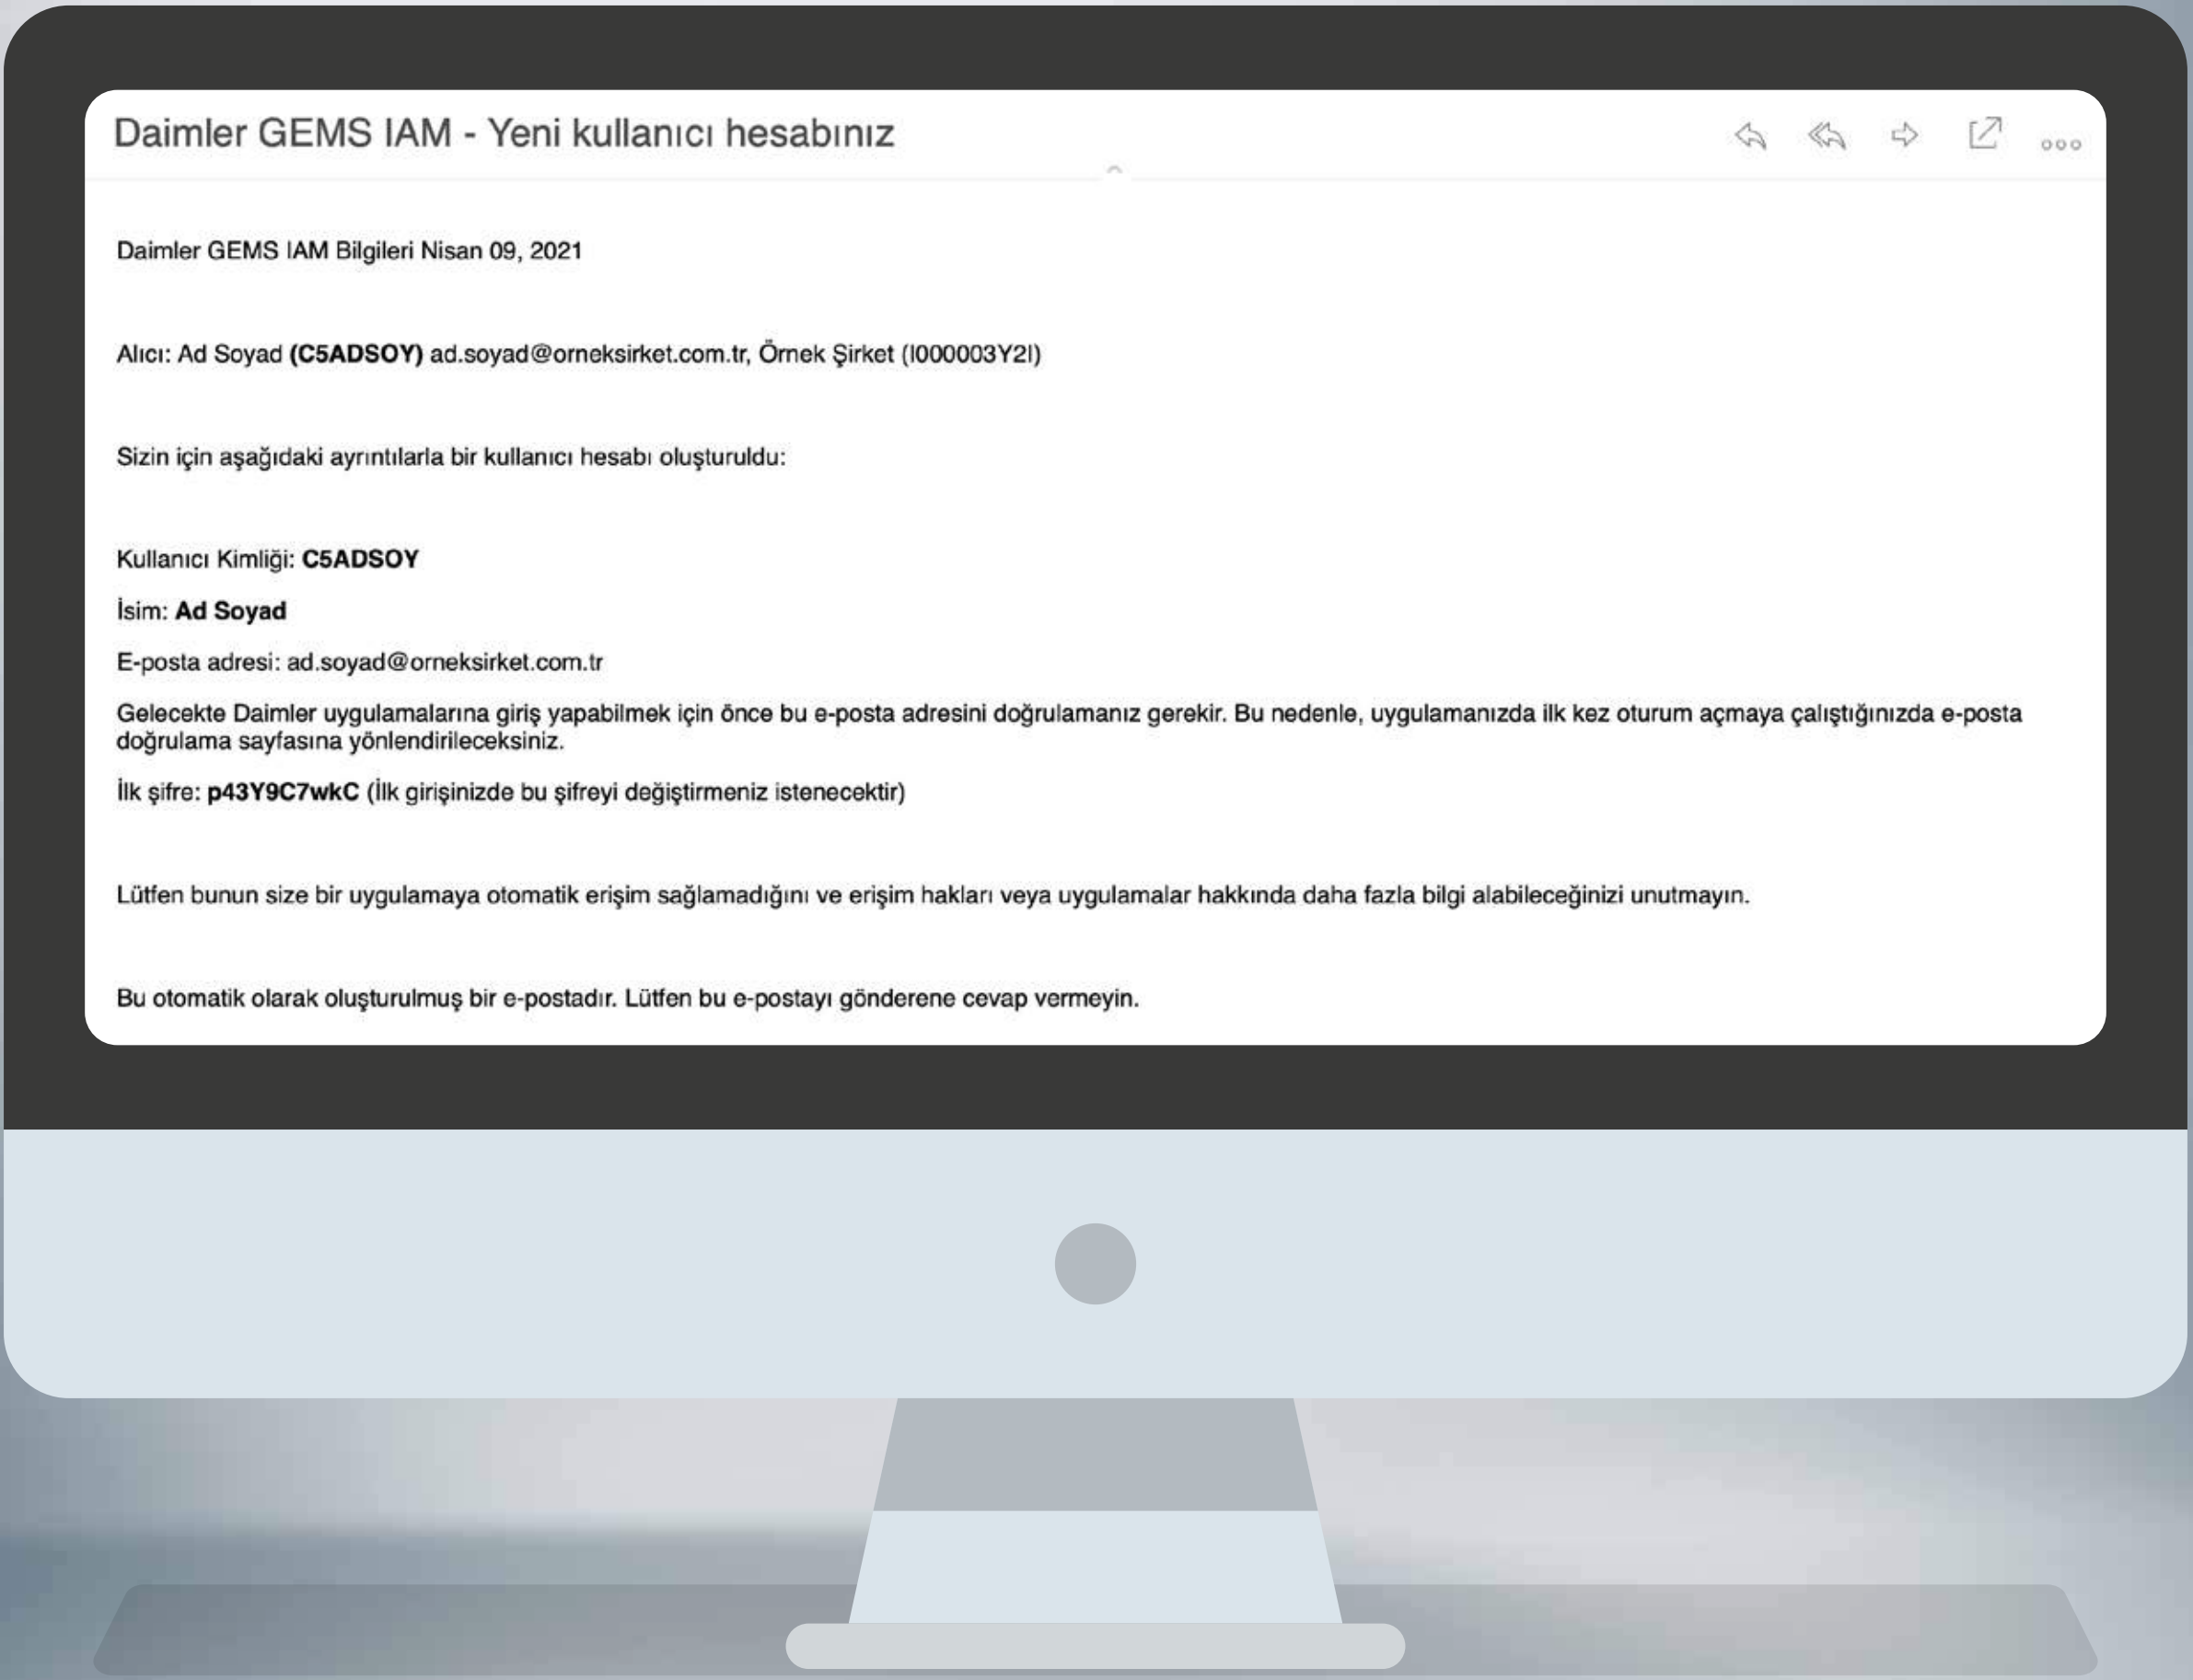 Daimler GEMS IAM - Yeni kullanıcı hesabınız
Daimler GEMS IAM Bilgileri Nisan 09, 2021
Alıcı: Ad Soyad (C5ADSOY) ad.soyad@orneksirket.com.tr, Örnek Şirket (I000003Y2I)
Sizin için aşağıdaki ayrıntılarla bir kullanıcı hesabı oluşturuldu:
Kullanıcı Kimliği: C5ADSOY
İsim: Ad Soyad
E-posta adresi: ad.soyad@orneksirket.com.tr
Gelecekte Daimler uygulamalarına giriş yapabilmek için önce bu e-posta adresini doğrulamanız gerekir. Bu nedenle, uygulamanızda ilk kez oturum açmaya çalıştığınızda e-posta
doğrulama sayfasına yönlendirileceksiniz.
İlk şifre: p43Y9C7wkC (İlk girişinizde bu şifreyi değiştirmeniz istenecektir)
Lütfen bunun size bir uygulamaya otomatik erişim sağlamadığını ve erişim hakları veya uygulamalar hakkında daha fazla bilgi alabileceğinizi unutmayın.
Bu otomatik olarak oluşturulmuş bir e-postadır. Lütfen bu e-postayı gönderene cevap vermeyin.